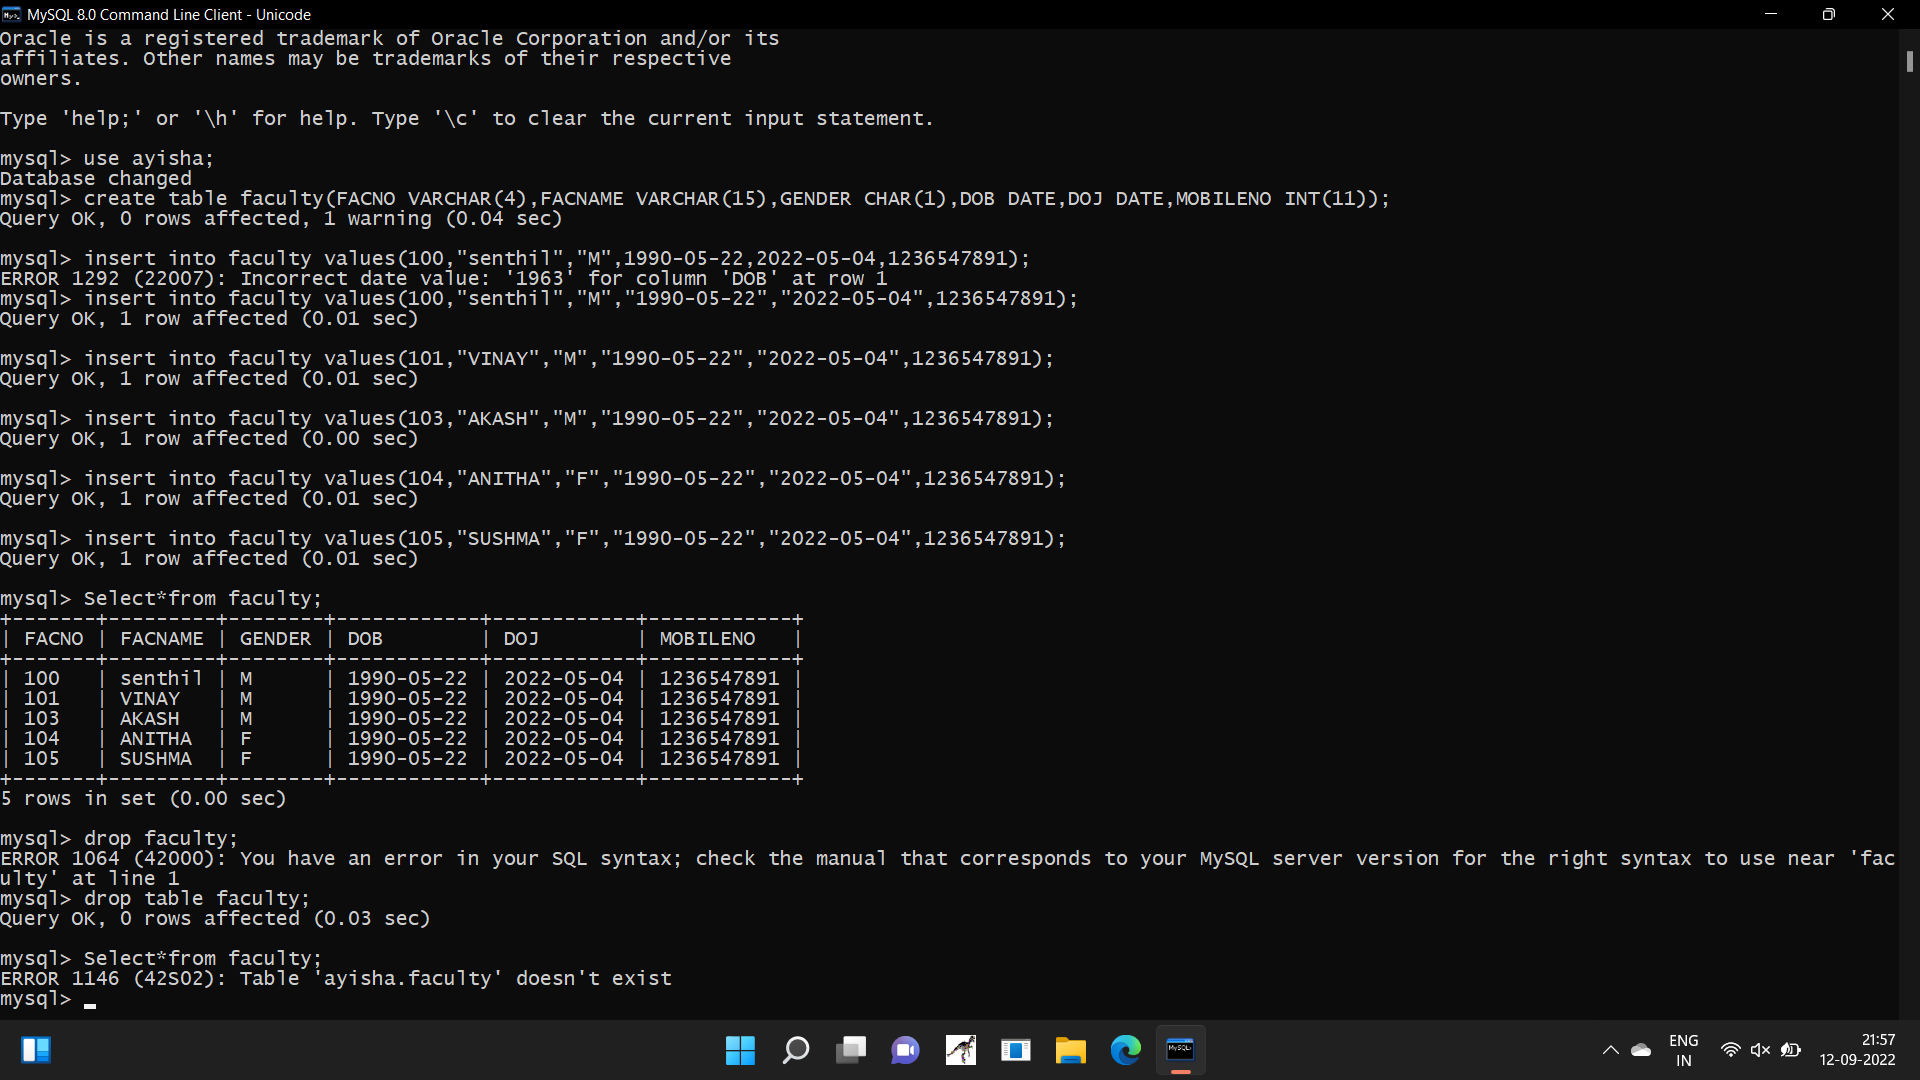 MySQL 8.0 Command Line Client - Unicode
Oracle is a registered trademark of Oracle Corporation and/or its
affiliates. Other names may be trademarks of their respective
owners.
Type 'help;' or '\h' for help. Type '\c' to clear the current input statement.
mysql> use ayisha;
Database changed
mysql> create table faculty(FACNO VARCHAR(4),FACNAME VARCHAR(15),GENDER CHAR(1),DOB DATE,DOJ DATE,MOBILENO INT(11));
Query OK, 0 rows affected, 1 warning (0.04 sec)
mysql> insert into faculty values(100,"senthil","M",1990-05-22,2022-05-04,1236547891);
ERROR 1292 (22007): Incorrect date value: '1963' for column 'DOB' at row 1
mysql> insert into faculty values(100,"senthil","M","1990-05-22","2022-05-04",1236547891);
Query OK, 1 row affected (0.01 sec)
mysql> insert into faculty values(101,"VINAY","M","1990-05-22","2022-05-04",1236547891);
Query OK, 1 row affected (0.01 sec)
mysql> insert into faculty values(103,"AKASH","M","1990-05-22","2022-05-04",1236547891);
Query OK, 1 row affected (0.00 sec)
mysql> insert into faculty values(104,"ANITHA","F","1990-05-22","2022-05-04",1236547891);
Query OK, 1 row affected (0.01 sec)
mysql> insert into faculty values(105,"SUSHMA","F","1990-05-22","2022-05-04",1236547891);
Query OK, 1 row affected (0.01 sec)
mysql> Select*from faculty;
+-------+---------+--------+------------+------------+------------+
| FACNO | FACNAME | GENDER | DOB        | DOJ        | MOBILENO   |
+-------+---------+--------+------------+------------+------------+
| 100   | senthil | M      | 1990-05-22 | 2022-05-04 | 1236547891 |
| 101   | VINAY   | M      | 1990-05-22 | 2022-05-04 | 1236547891 |
| 103   | AKASH   | M      | 1990-05-22 | 2022-05-04 | 1236547891 |
| 104   | ANITHA  | F      | 1990-05-22 | 2022-05-04 | 1236547891 |
| 105   | SUSHMA  | F      | 1990-05-22 | 2022-05-04 | 1236547891 |
+-------+---------+--------+------------+------------+------------+
5 rows in set (0.00 sec)
mysql> drop faculty;
ERROR 1064 (42000): You have an error in your SQL syntax; check the manual that corresponds to your MySQL server version for the right syntax to use near 'fac
ulty' at line 1
mysql> drop table faculty;
Query OK, 0 rows affected (0.03 sec)
mysql> Select*from faculty;
ERROR 1146 (42S02): Table 'ayisha.faculty' doesn't exist
mysql>
MySQL
ENG
IN
21:57
12-09-2022